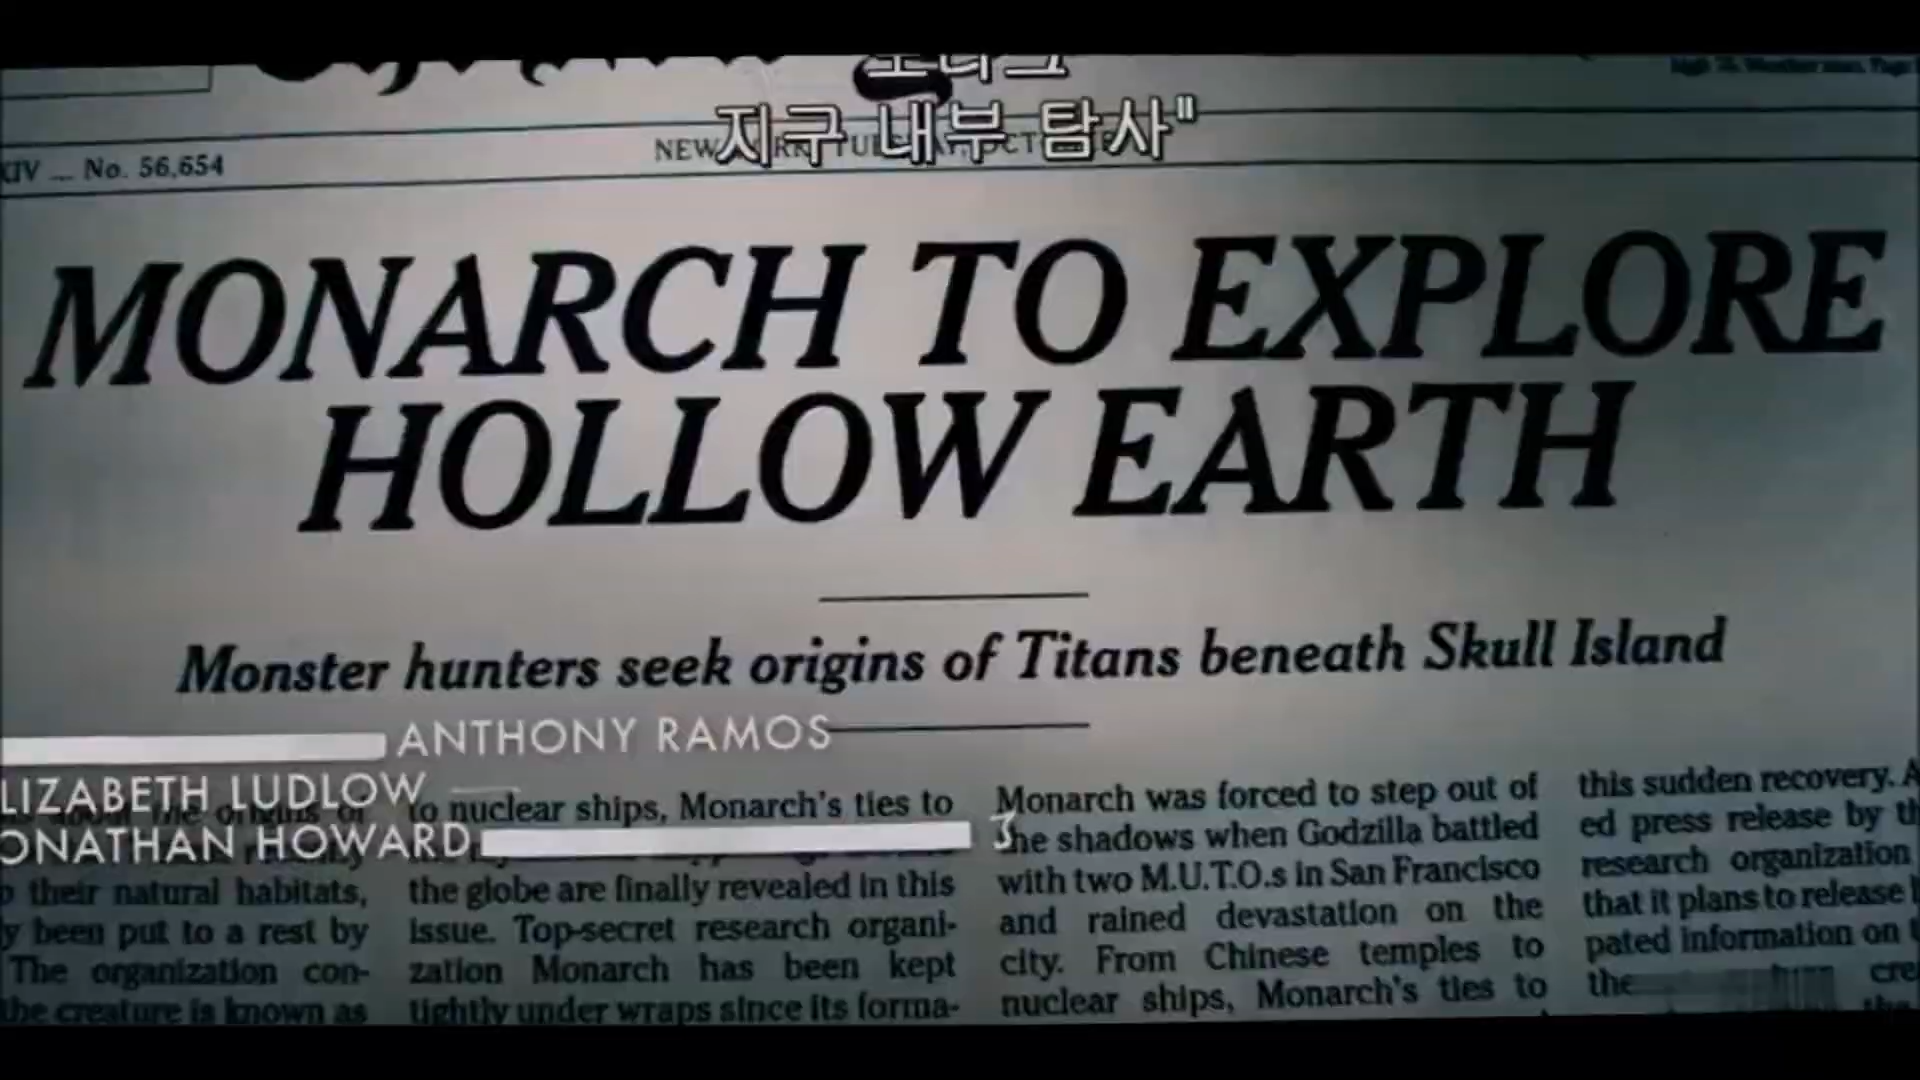 지구 내부 탐사"
No. 56,654
NEW
MONARCH TO EXPLORE
HOLLOW EARTH
Monster hunters seek origins of Titans beneath Skull Island
ANTHONY RAMOS
LIZABETH LUDLOW
ONATHAN HOWARD
their natural habitats,
been put to a rest by
The organization con-
the creature is known as
to nuclear ships, Monarch's ties to
the globe are finally revealed in this
issue. Top-secret research organi-
zation Monarch has been kept
tightly under wraps since its forma-
Monarch was forced to step out of
the shadows when Godzilla battled
with two M.U.T.O.s in San Francisco
and rained devastation on the
city. From Chinese temples to
nuclear ships, Monarch's ties to
this sudden recovery. A
ed press release by th
research organization
that it plans to release
pated information on
the